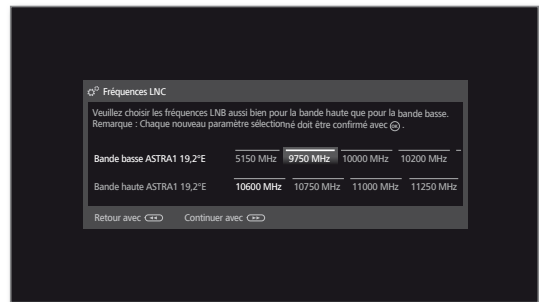 Fréquences LNC
Veuillez choisir les fréquences LNB aussi bien pour la bande haute que pour la bande basse.
Remarque : Chaque nouveau paramètre sélectionné doit être confirmé avec OK .
Bande basse ASTRA1 19,2°E 5150 MHz 9750 MHz 10000 MHz 10200 MHz
Bande haute ASTRA1 19,2°E 10600 MHz 10750 MHz 11000 MHz 11250 MHz
Retour avec Continuer avec